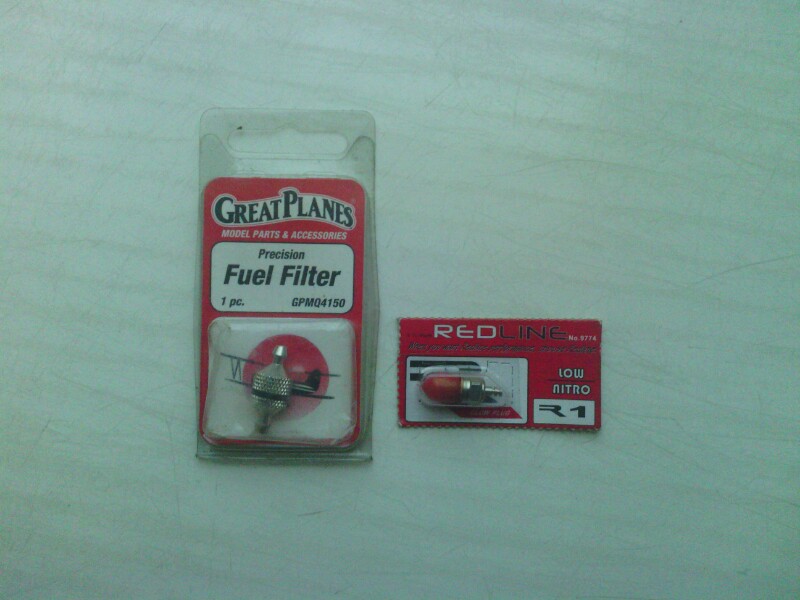 GREAT PLANES
MODEL PARTS & ACCESSORIES
Precision
Fuel Filter
1 pc. GPMQ4150
REDLINE No.9774
LOW
NITRO
R1